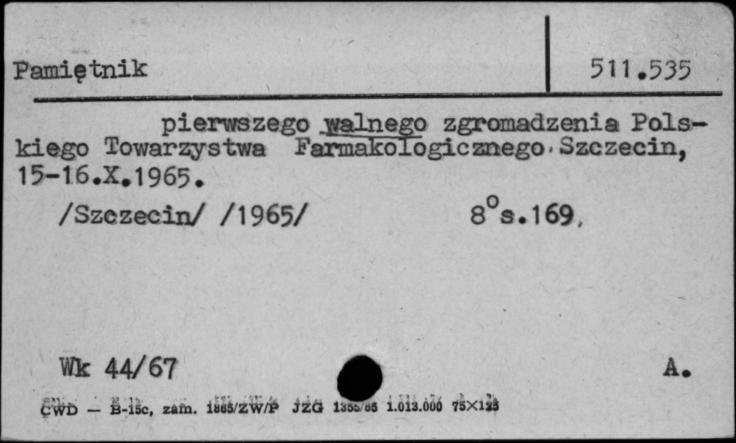 Pamiętnik 511.535
pierwszego walnego zgromadzenia Pols-
kiego Towarzystwa Farmakologicznego.Szczecin,
15-16.X.1965.
/Szczecin/ /1965/ 8°s.169,
Wk 44/67 A.
CWD — B-15c, zam. 1865/ZW/P JZG 1355/65 1.013.000 75×125